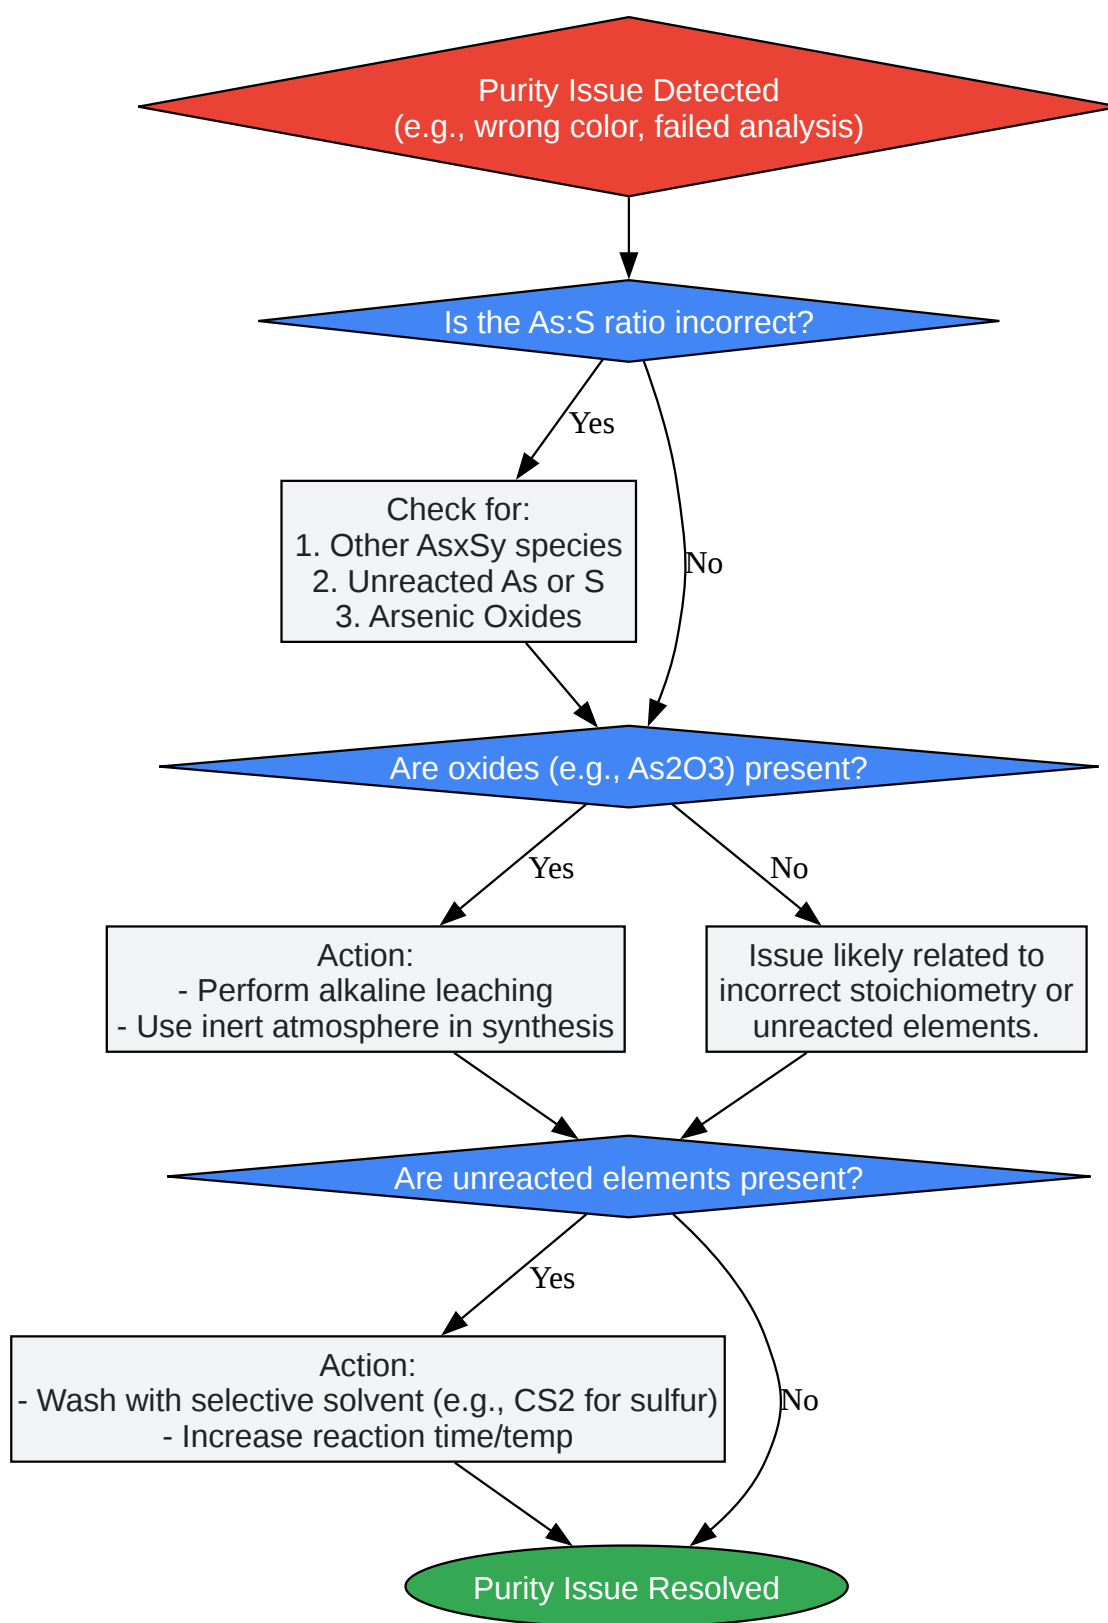 Purity Issue Detected
(e.g., wrong color, failed analysis)
Is the As:S ratio incorrect?
Yes
Check for:
1. Other AsxSy species
2. Unreacted As or S
3. Arsenic Oxides
No
Are oxides (e.g., As2O3) present?
Yes
No
Action:
- Perform alkaline leaching
- Use inert atmosphere in synthesis
Issue likely related to
incorrect stoichiometry or
unreacted elements.
Are unreacted elements present?
Yes
Action:
- Wash with selective solvent (e.g., CS2 for sulfur)
- Increase reaction time/temp
No
Purity Issue Resolved